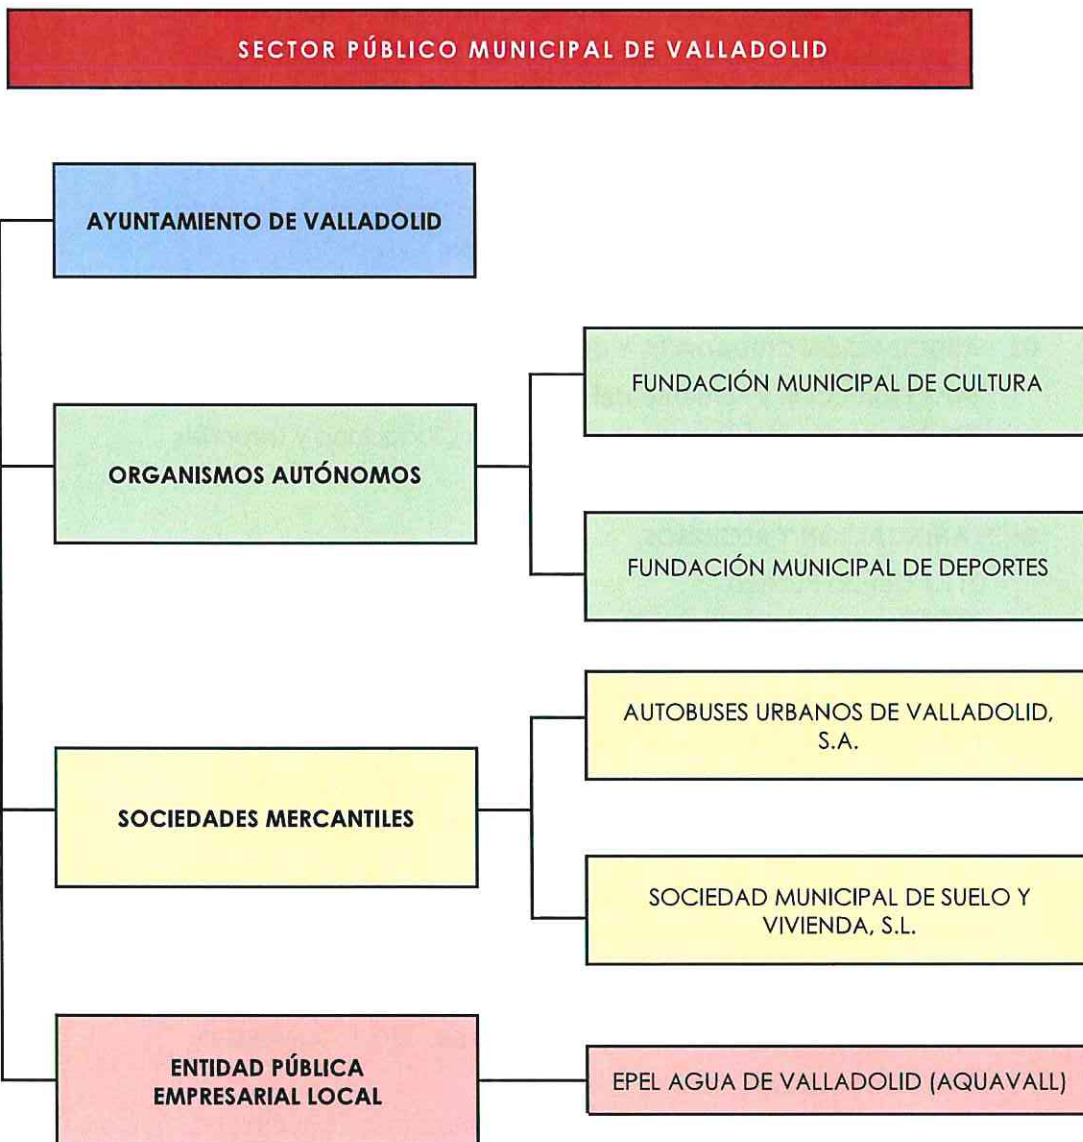 SECTOR PÚBLICO MUNICIPAL DE VALLADOLID
AYUNTAMIENTO DE VALLADOLID
ORGANISMOS AUTÓNOMOS
FUNDACIÓN MUNICIPAL DE CULTURA
FUNDACIÓN MUNICIPAL DE DEPORTES
SOCIEDADES MERCANTILES
AUTOBUSES URBANOS DE VALLADOLID,
S.A.
SOCIEDAD MUNICIPAL DE SUELO Y
VIVIENDA, S.L.
ENTIDAD PÚBLICA
EMPRESARIAL LOCAL
EPEL AGUA DE VALLADOLID (AQUAVALL)